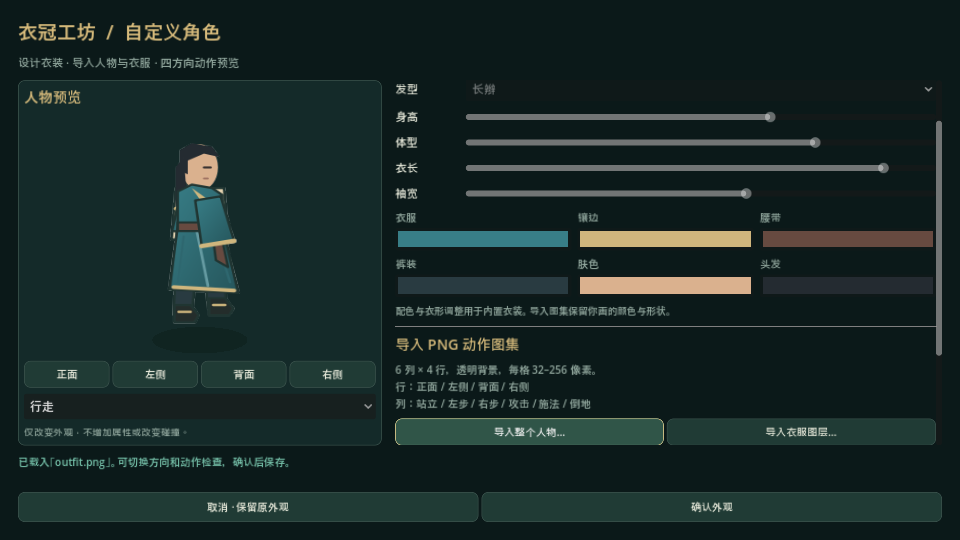 衣冠工坊 / 自定义角色
设计衣装 · 导入人物与衣服 · 四方向动作预览
人物预览
正面
左侧
背面
右侧
行走
仅改变外观，不增加属性或改变碰撞。
发型
长辫
身高
体型
衣长
袖宽
衣服
镶边
腰带
裤装
肤色
头发
配色与衣形调整用于内置衣装。导入图集保留你画的颜色与形状。
导入 PNG 动作图集
6 列 × 4 行，透明背景，每格 32–256 像素。
行：正面 / 左侧 / 背面 / 右侧
列：站立 / 左步 / 右步 / 攻击 / 施法 / 倒地
导入整个人物...
导入衣服图层...
已载入「outfit.png」。可切换方向和动作检查，确认后保存。
取消 · 保留原外观
确认外观